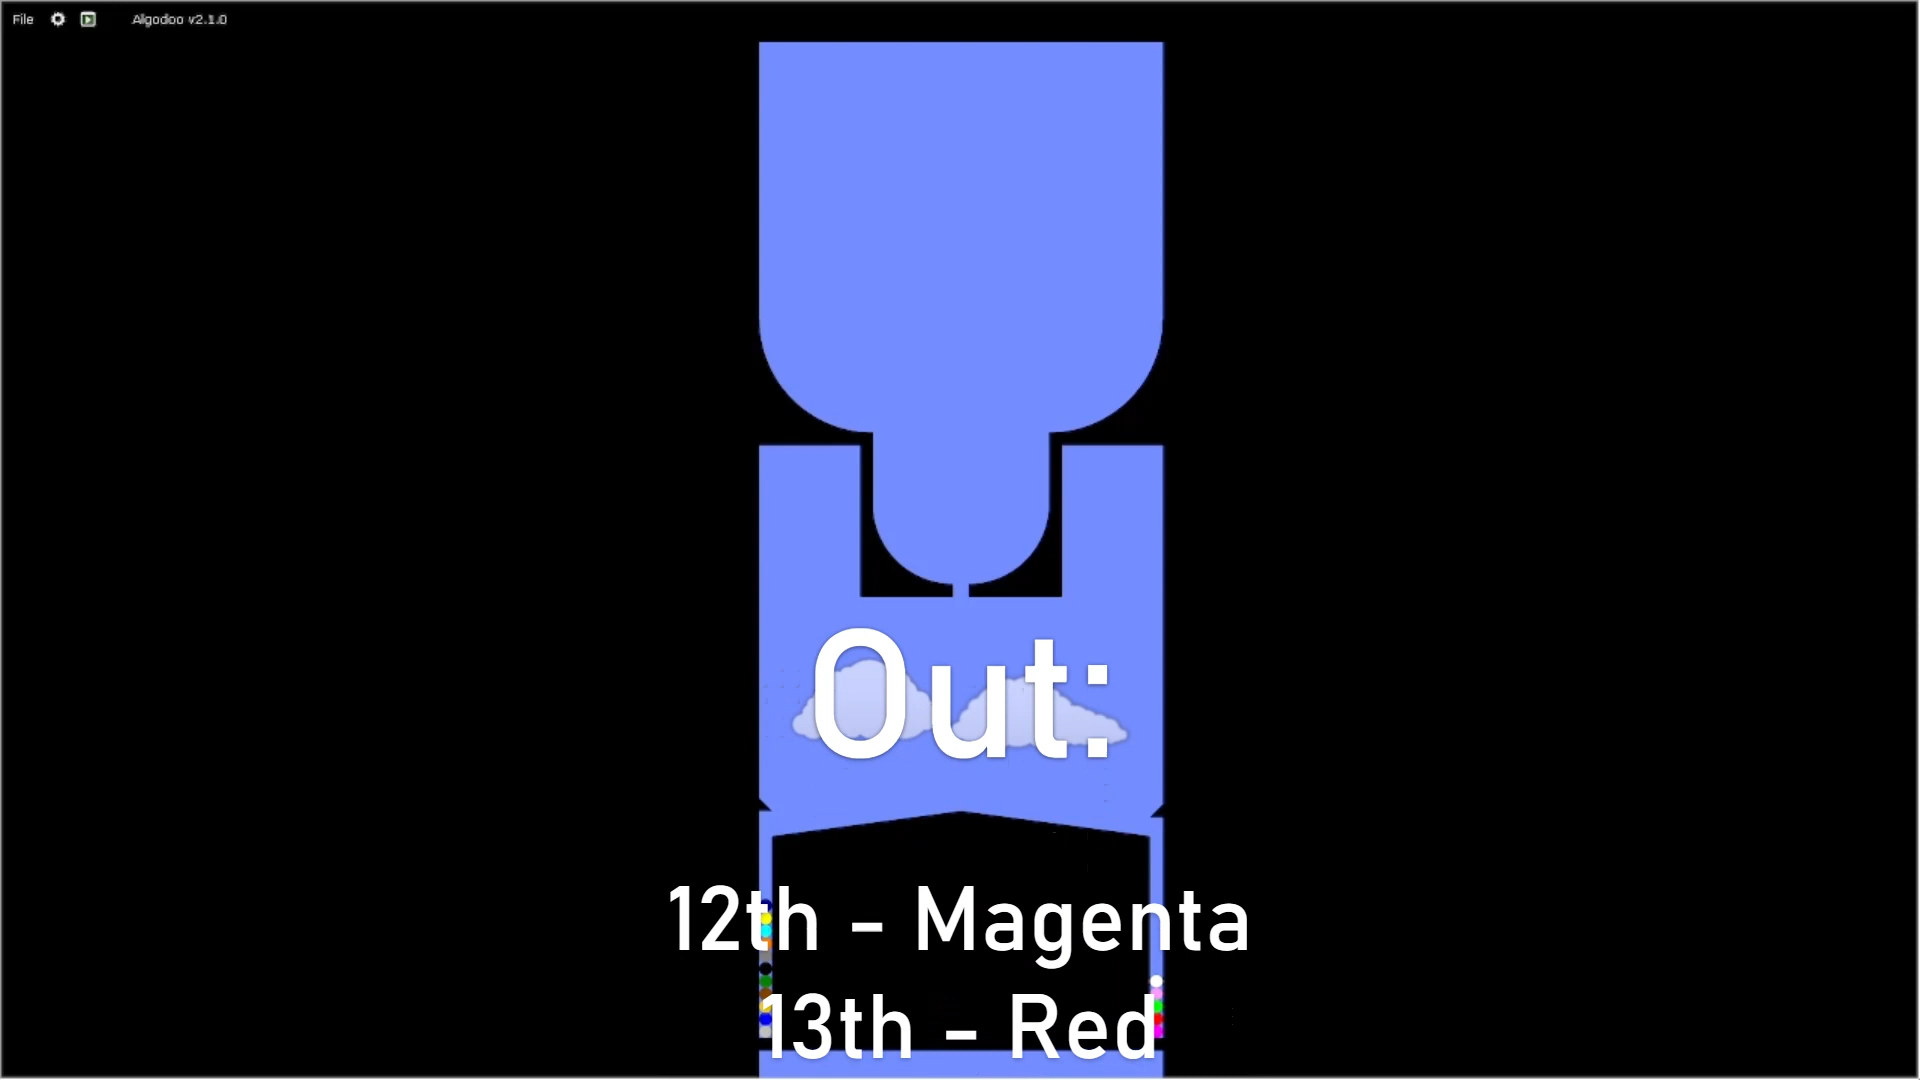 File Algodoo v2.1.0
Out:
12th - Magenta
13th - Red